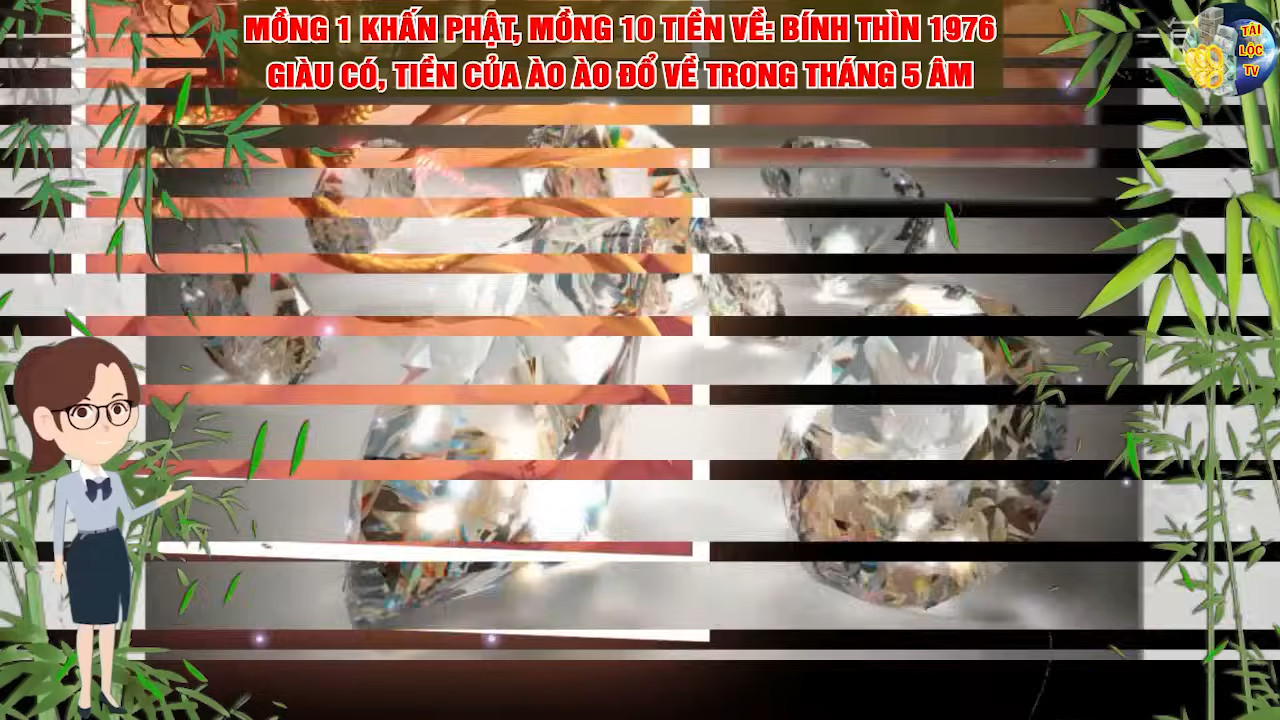 MỒNG 1 KHẤN PHẬT, MỒNG 10 TIỀN VỀ: BÍNH THÌN 1976
GIÀU CÓ, TIỀN CỦA ÀO ÀO ĐỔ VỀ TRONG THÁNG 5 ÂM
TÀI
LỘC
TV